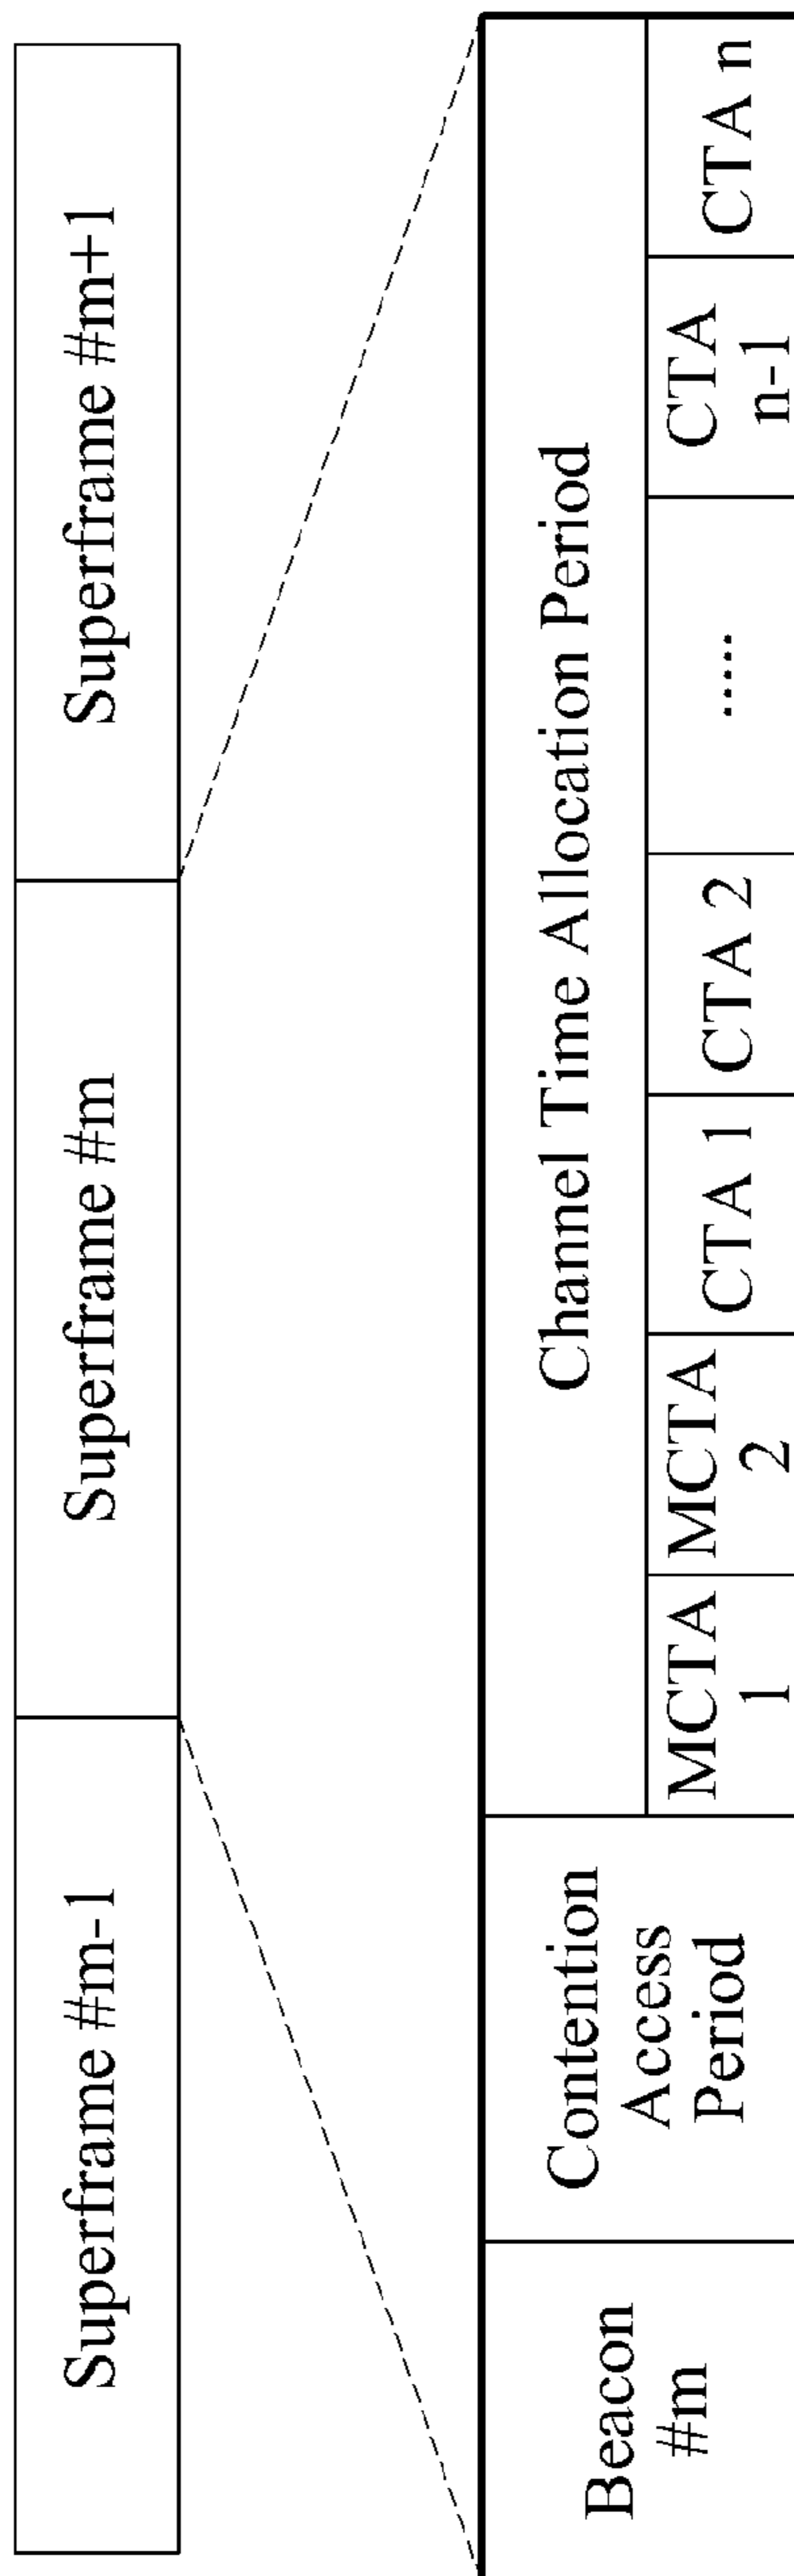 Superframe #m-1
Superframe #m
Superframe #m+1
Beacon
#m
Contention
Access
Period
Channel Time Allocation Period
MCTA
1
MCTA
2
CTA 1
CTA 2
.....
CTA
n-1
CTA n